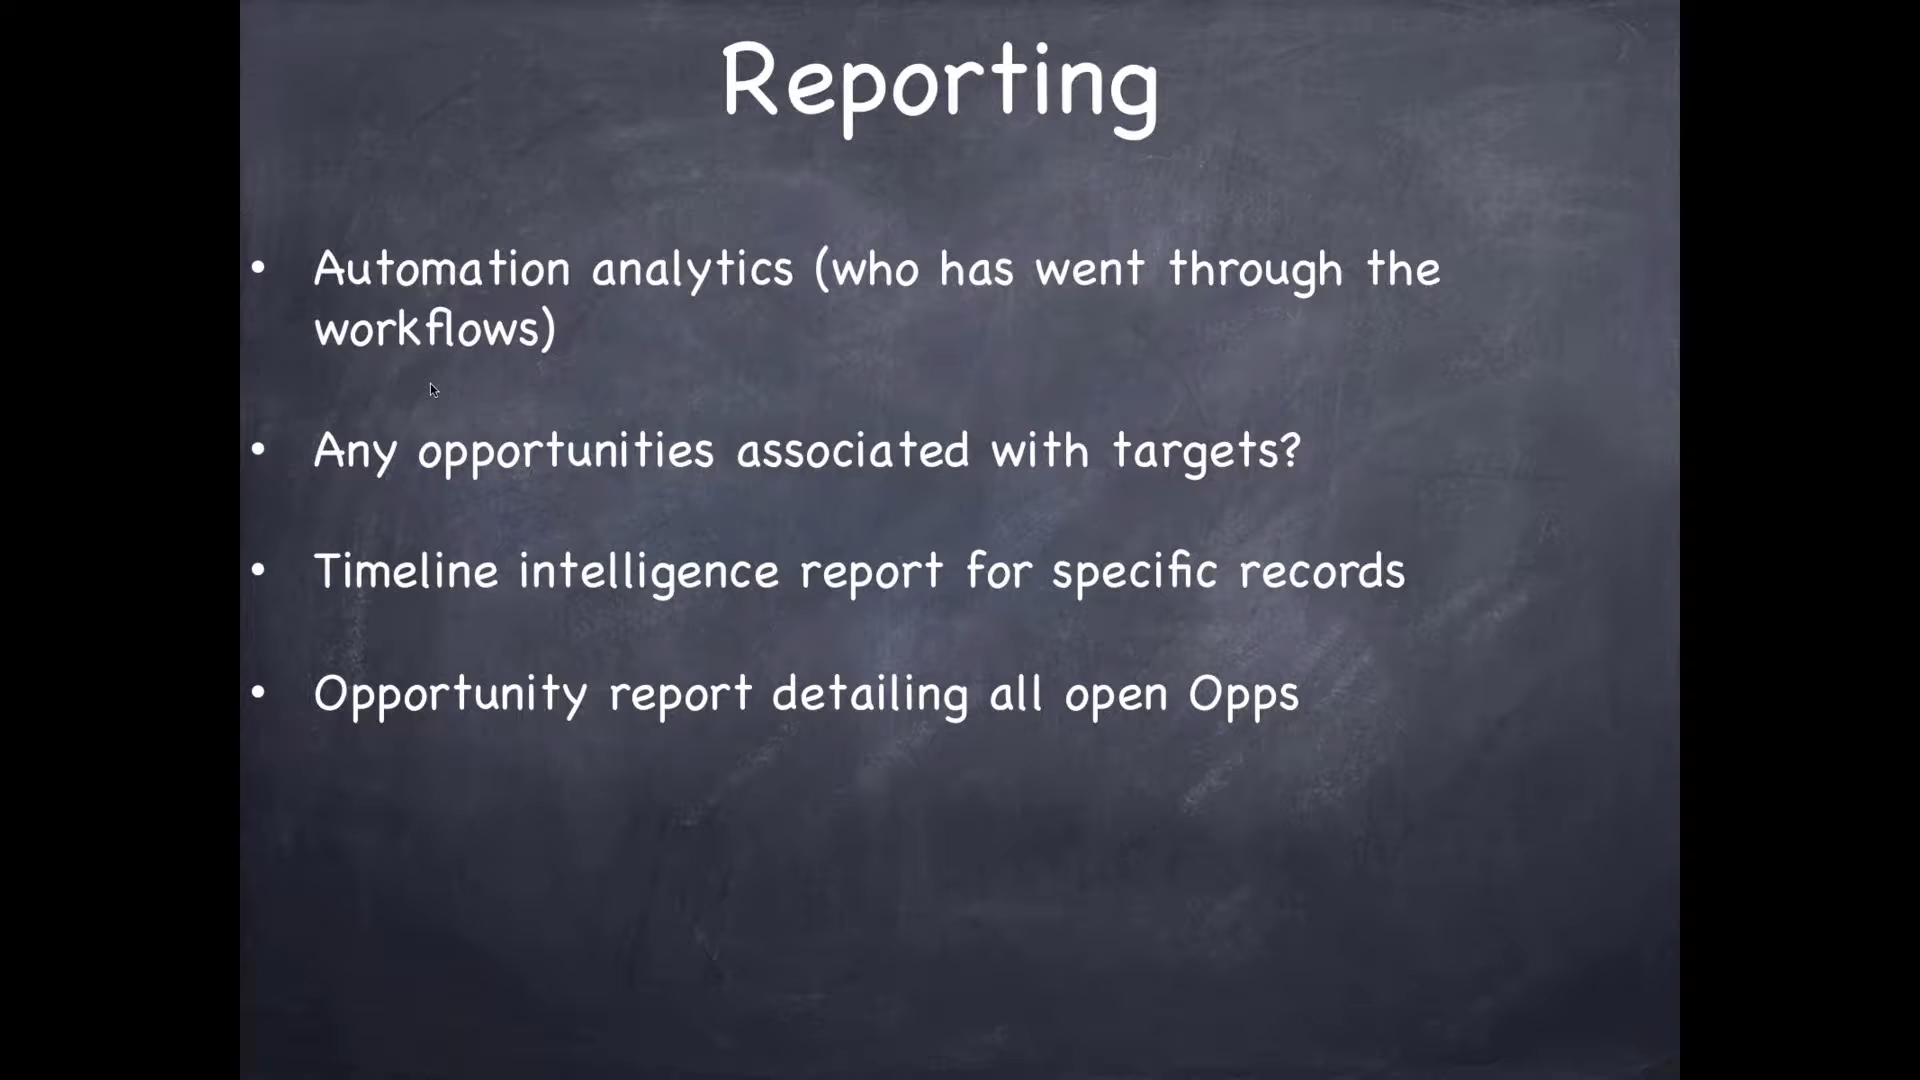 Reporting
• Automation analytics (who has went through the
workflows)
• Any opportunities associated with targets?
• Timeline intelligence report for specific records
• Opportunity report detailing all open Opps